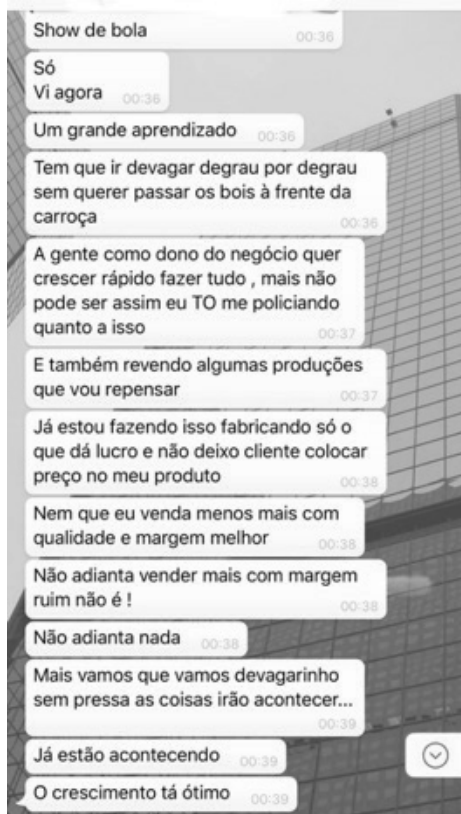 Show de bola
00:36
Só
Vi agora 00:36
Um grande aprendizado 00:36
Tem que ir devagar degrau por degrau
sem querer passar os bois à frente da
carroça
00:36
A gente como dono do negócio quer
crescer rápido fazer tudo , mais não
pode ser assim eu TO me policiando
quanto a isso
00:37
E também revendo algumas produções
que vou repensar
00:37
Já estou fazendo isso fabricando só o
que dá lucro e não deixo cliente colocar
preço no meu produto
00:38
Nem que eu venda menos mais com
qualidade e margem melhor
00:38
Não adianta vender mais com margem
ruim não é !
00:38
Não adianta nada 00:38
Mais vamos que vamos devagarinho
sem pressa as coisas irão acontecer...
00:39
Já estão acontecendo 00:39
O crescimento tá ótimo 00:39